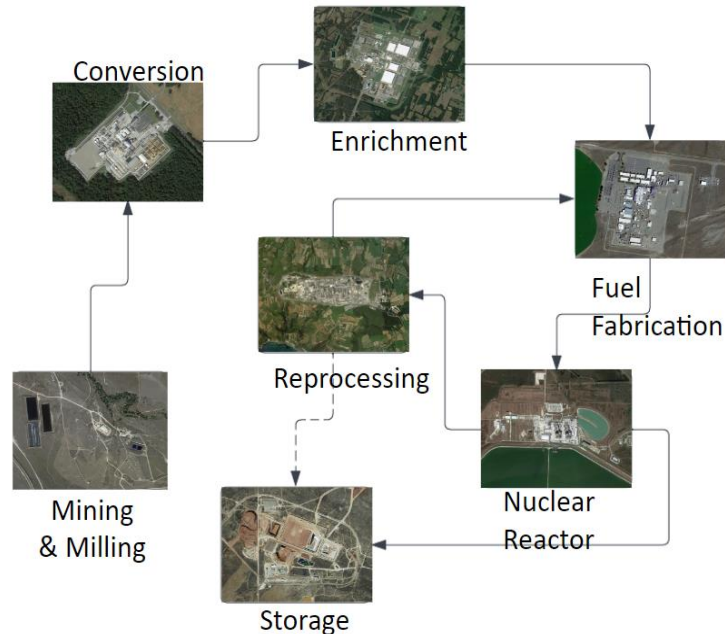 Conversion
Enrichment
Fuel
Fabrication
Reprocessing
Mining
& Milling
Nuclear
Reactor
Storage